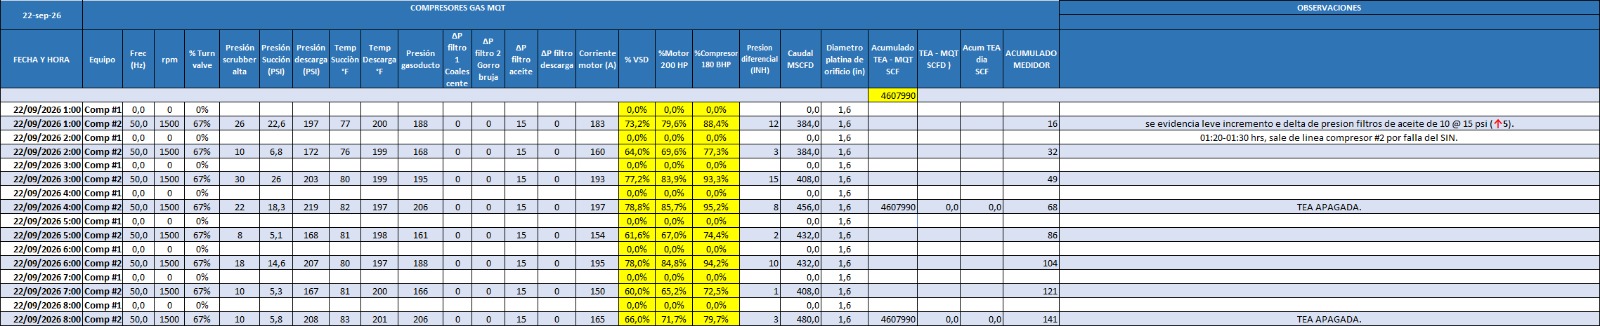 22-sep-26 COMPRESORES GAS MQT OBSERVACIONES
FECHA Y HORA Equipo Frec (Hz) rpm % Turn valve Presión scrubber alta Presión Succión (PSI) Presión descarga (PSI) Temp Succiòn °F Temp Descarga °F Presión gasoducto ΔP filtro 1 Coales cente ΔP filtro 2 Gorro bruja ΔP filtro aceite ΔP filtro descarga Corriente motor (A) % VSD %Motor 200 HP %Compresor 180 BHP Presion diferencial (INH) Caudal MSCFD Diametro platina de orificio (in) Acumulado TEA - MQT SCF TEA - MQT SCFD ) Acum TEA dia SCF ACUMULADO MEDIDOR
4607990
22/09/2026 1:00 Comp #1 0,0 0 0% 0,0% 0,0% 0,0% 0,0 1,6
22/09/2026 1:00 Comp #2 50,0 1500 67% 26 22,6 197 77 200 188 0 0 15 0 183 73,2% 79,6% 88,4% 12 384,0 1,6 16 se evidencia leve incremento e delta de presion filtros de aceite de 10 @ 15 psi (↑5).
22/09/2026 2:00 Comp #1 0,0 0 0% 0,0% 0,0% 0,0% 0,0 1,6 01:20-01:30 hrs, sale de linea compresor #2 por falla del SIN.
22/09/2026 2:00 Comp #2 50,0 1500 67% 10 6,8 172 76 199 168 0 0 15 0 160 64,0% 69,6% 77,3% 3 384,0 1,6 32
22/09/2026 3:00 Comp #1 0,0 0 0% 0,0% 0,0% 0,0% 0,0 1,6
22/09/2026 3:00 Comp #2 50,0 1500 67% 30 26 203 80 199 195 0 0 15 0 193 77,2% 83,9% 93,3% 15 408,0 1,6 49
22/09/2026 4:00 Comp #1 0,0 0 0% 0,0% 0,0% 0,0% 0,0 1,6
22/09/2026 4:00 Comp #2 50,0 1500 67% 22 18,3 219 82 197 206 0 0 15 0 197 78,8% 85,7% 95,2% 8 456,0 1,6 4607990 0,0 0,0 68 TEA APAGADA.
22/09/2026 5:00 Comp #1 0,0 0 0% 0,0% 0,0% 0,0% 0,0 1,6
22/09/2026 5:00 Comp #2 50,0 1500 67% 8 5,1 168 81 198 161 0 0 15 0 154 61,6% 67,0% 74,4% 2 432,0 1,6 86
22/09/2026 6:00 Comp #1 0,0 0 0% 0,0% 0,0% 0,0% 0,0 1,6
22/09/2026 6:00 Comp #2 50,0 1500 67% 18 14,6 207 80 197 188 0 0 15 0 195 78,0% 84,8% 94,2% 10 432,0 1,6 104
22/09/2026 7:00 Comp #1 0,0 0 0% 0,0% 0,0% 0,0% 0,0 1,6
22/09/2026 7:00 Comp #2 50,0 1500 67% 10 5,3 167 81 200 166 0 0 15 0 150 60,0% 65,2% 72,5% 1 408,0 1,6 121
22/09/2026 8:00 Comp #1 0,0 0 0% 0,0% 0,0% 0,0% 0,0 1,6
22/09/2026 8:00 Comp #2 50,0 1500 67% 10 5,8 208 83 201 206 0 0 15 0 165 66,0% 71,7% 79,7% 3 480,0 1,6 4607990 0,0 0,0 141 TEA APAGADA.